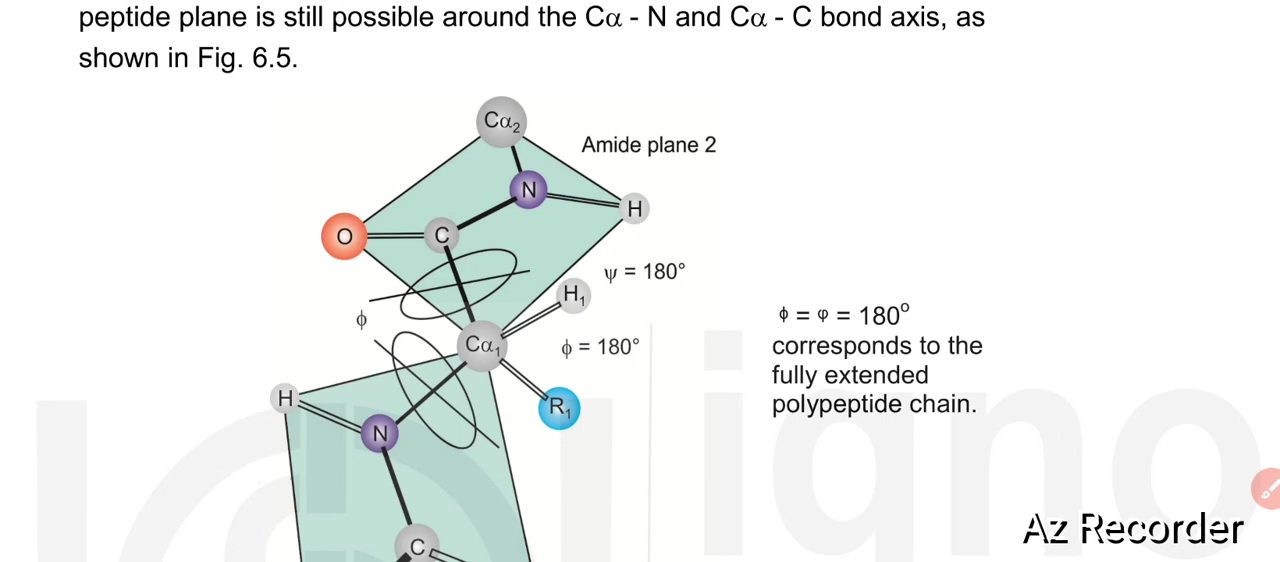 peptide plane is still possible around the Cα - N and Cα - C bond axis, as
shown in Fig. 6.5.
Cα₂
Amide plane 2
N
H
O
C
ψ = 180°
H₁
ϕ
Cα₁
ϕ = 180°
ϕ = φ = 180°
corresponds to the
fully extended
polypeptide chain.
H
R₁
N
C
igno
Az Recorder